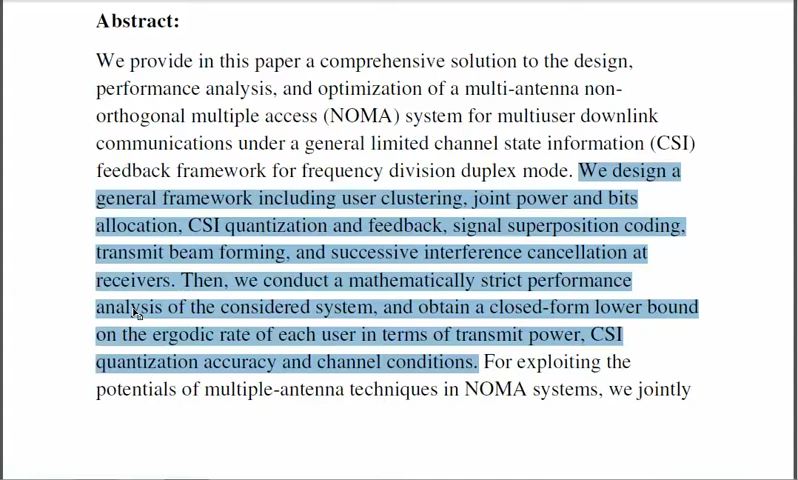 Abstract:
We provide in this paper a comprehensive solution to the design,
performance analysis, and optimization of a multi-antenna non-
orthogonal multiple access (NOMA) system for multiuser downlink
communications under a general limited channel state information (CSI)
feedback framework for frequency division duplex mode. We design a
general framework including user clustering, joint power and bits
allocation, CSI quantization and feedback, signal superposition coding,
transmit beam forming, and successive interference cancellation at
receivers. Then, we conduct a mathematically strict performance
analysis of the considered system, and obtain a closed-form lower bound
on the ergodic rate of each user in terms of transmit power, CSI
quantization accuracy and channel conditions. For exploiting the
potentials of multiple-antenna techniques in NOMA systems, we jointly